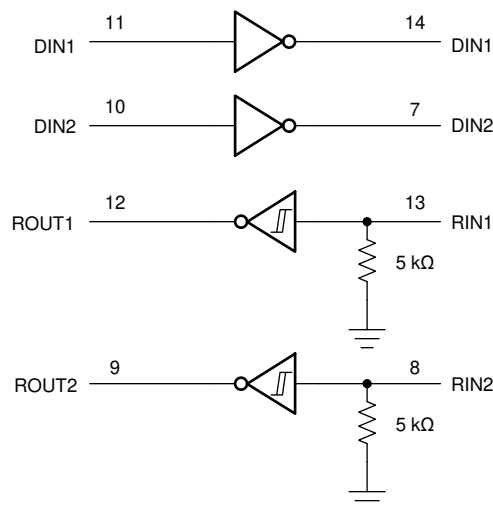 11 14
DIN1 DIN1
10 7
DIN2 DIN2
12 13
ROUT1 RIN1
5 kΩ
9 8
ROUT2 RIN2
5 kΩ